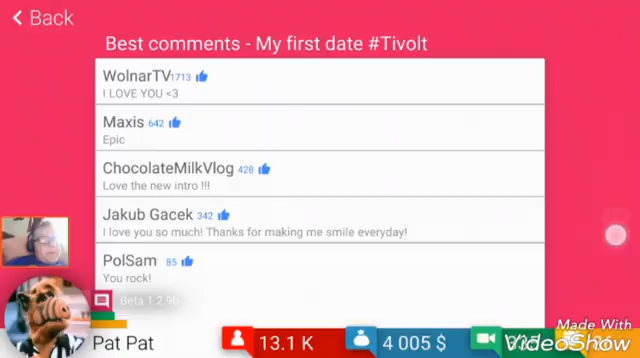 Back
Best comments - My first date #Tivolt
WolnarTV 1713
I LOVE YOU <3
Maxis 642
Epic
ChocolateMilkVlog 428
Love the new intro !!!
Jakub Gacek 342
I love you so much! Thanks for making me smile everyday!
PolSam 85
You rock!
Beta 1.2.9b
Pat Pat
13.1 K
4 005 $
Made With
VideoShow